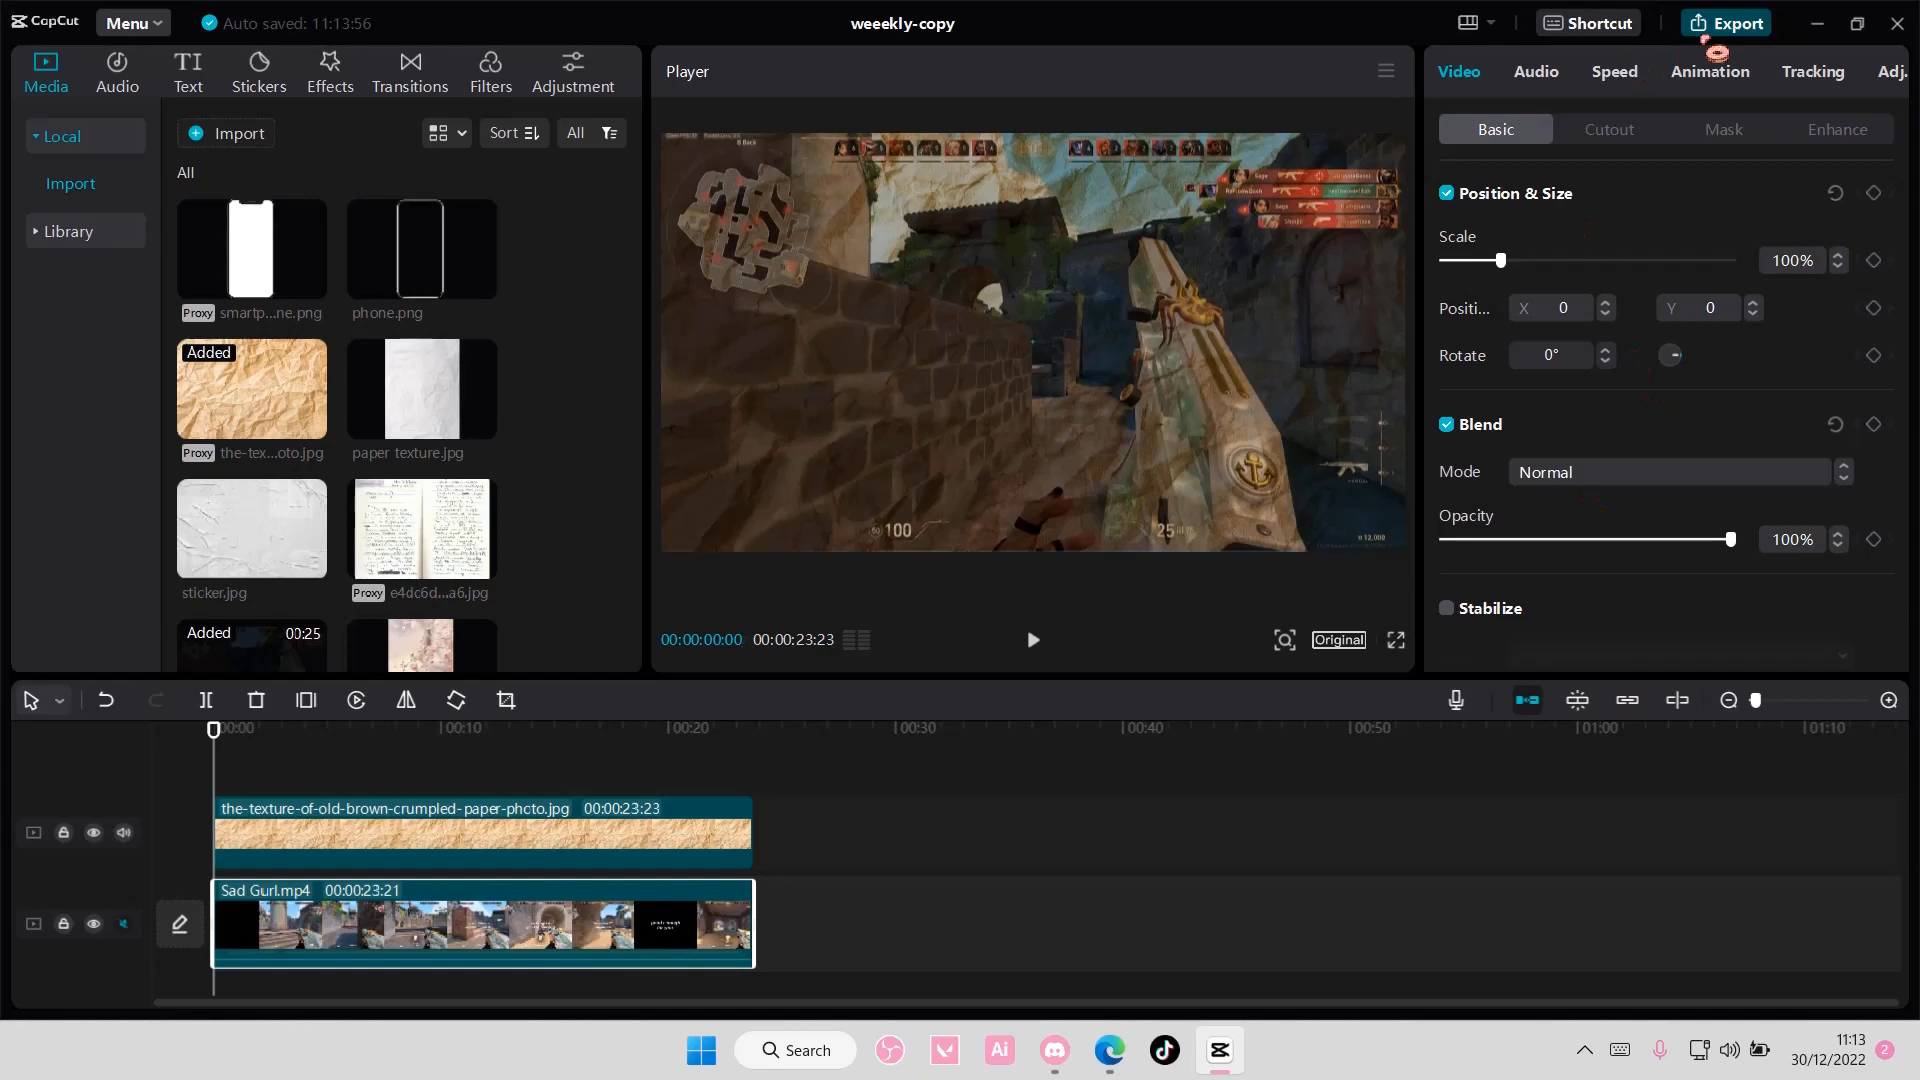 CapCut
Menu
Auto saved: 11:13:56
weeekly-copy
Shortcut
Export
Media
Audio
Text
Stickers
Effects
Transitions
Filters
Adjustment
Player
Video
Audio
Speed
Animation
Tracking
Adj.
Local
Import
Library
Import
Sort
All
All
Proxy smartp...ne.png
phone.png
Added
Proxy the-tex...oto.jpg
paper texture.jpg
sticker.jpg
Proxy e4dc6d...a6.jpg
Added 00:25
B Back
100
25
12,000
00:00:00:00 00:00:23:23
Original
Basic
Cutout
Mask
Enhance
Position & Size
Scale
100%
Positi...
X 0
Y 0
Rotate
0°
Blend
Mode
Normal
Opacity
100%
Stabilize
00:00
00:10
00:20
00:30
00:40
00:50
01:00
01:10
the-texture-of-old-brown-crumpled-paper-photo.jpg 00:00:23:23
Sad Gurl.mp4 00:00:23:21
Search
Ai
11:13
30/12/2022
2